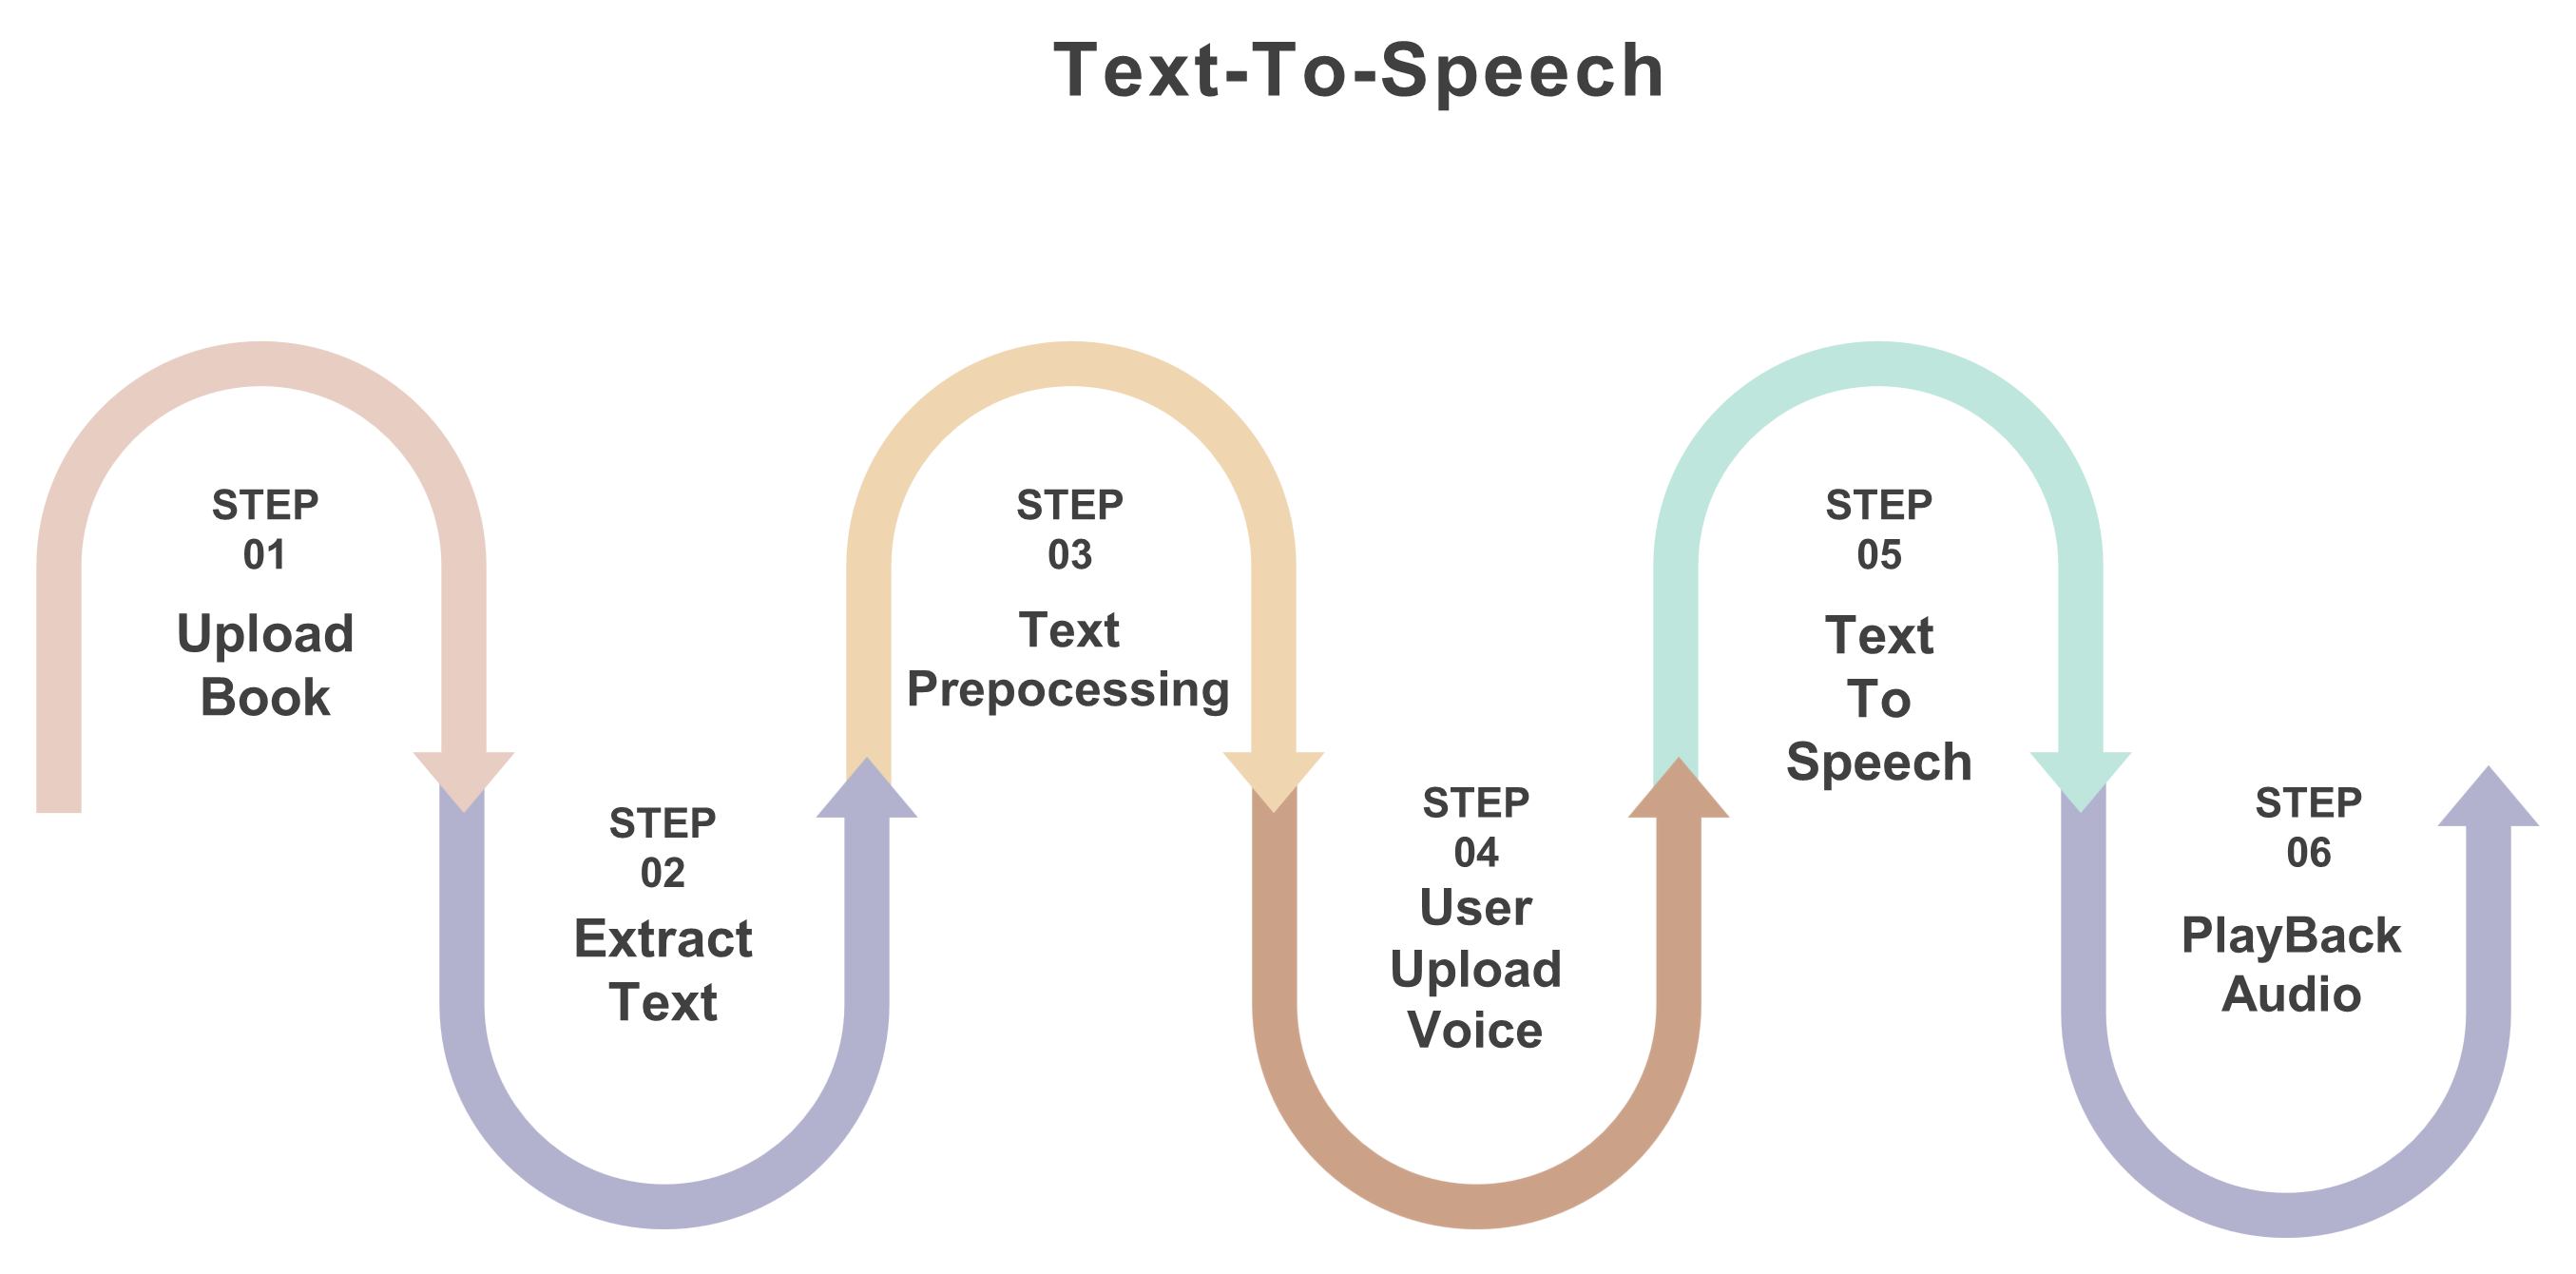 Text-To-Speech
STEP
01
Upload
Book
STEP
02
Extract
Text
STEP
03
Text
Prepocessing
STEP
04
User
Upload
Voice
STEP
05
Text
To
Speech
STEP
06
PlayBack
Audio